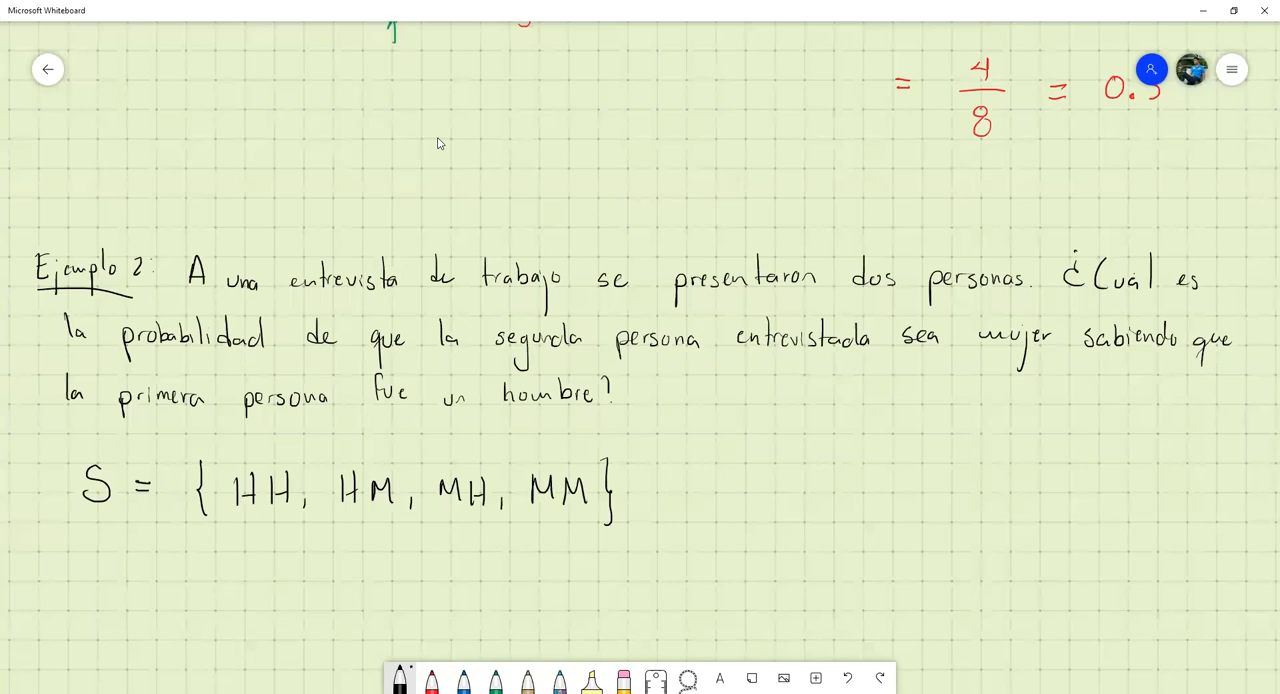 Microsoft Whiteboard
= 4/8 = 0.5
Ejemplo 2: A una entrevista de trabajo se presentaron dos personas. ¿Cuál es
la probabilidad de que la segunda persona entrevistada sea mujer sabiendo que
la primera persona fue un hombre?
S = { HH, HM, MH, MM}
A